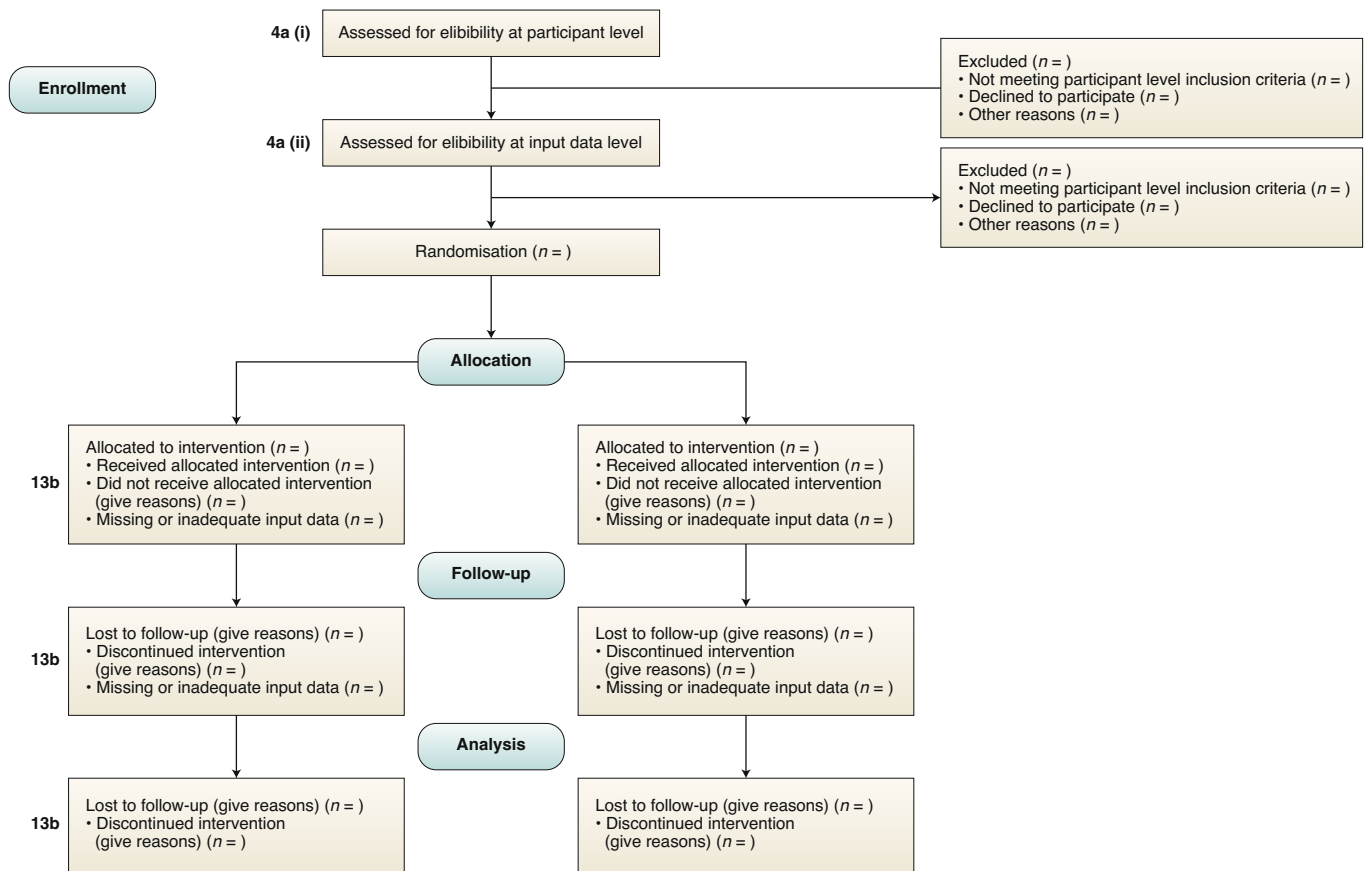 4a (i)
Assessed for elibibility at participant level
Enrollment
Excluded (n = )
• Not meeting participant level inclusion criteria (n = )
• Declined to participate (n = )
• Other reasons (n = )
4a (ii)
Assessed for elibibility at input data level
Excluded (n = )
• Not meeting participant level inclusion criteria (n = )
• Declined to participate (n = )
• Other reasons (n = )
Randomisation (n = )
Allocation
13b
Allocated to intervention (n = )
• Received allocated intervention (n = )
• Did not receive allocated intervention
(give reasons) (n = )
• Missing or inadequate input data (n = )
Allocated to intervention (n = )
• Received allocated intervention (n = )
• Did not receive allocated intervention
(give reasons) (n = )
• Missing or inadequate input data (n = )
Follow-up
13b
Lost to follow-up (give reasons) (n = )
• Discontinued intervention
(give reasons) (n = )
• Missing or inadequate input data (n = )
Lost to follow-up (give reasons) (n = )
• Discontinued intervention
(give reasons) (n = )
• Missing or inadequate input data (n = )
Analysis
13b
Lost to follow-up (give reasons) (n = )
• Discontinued intervention
(give reasons) (n = )
Lost to follow-up (give reasons) (n = )
• Discontinued intervention
(give reasons) (n = )